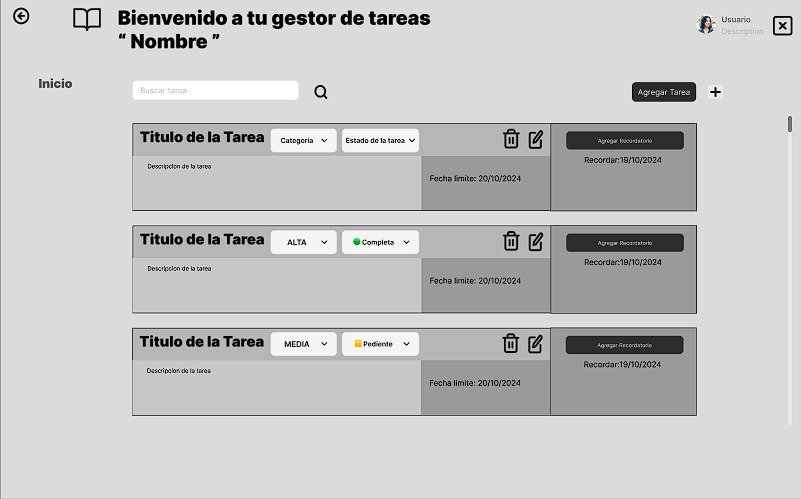 Bienvenido a tu gestor de tareas
“ Nombre ”
Usuario
Description
Inicio
Buscar tarea
Agregar Tarea
Titulo de la Tarea
Categoria
Estado de la tarea
Agregar Recordatorio
Recordar:19/10/2024
Descripcion de la tarea
Fecha limite: 20/10/2024
Titulo de la Tarea
ALTA
Completa
Agregar Recordatorio
Recordar:19/10/2024
Descripcion de la tarea
Fecha limite: 20/10/2024
Titulo de la Tarea
MEDIA
Pediente
Agregar Recordatorio
Recordar:19/10/2024
Descripcion de la tarea
Fecha limite: 20/10/2024